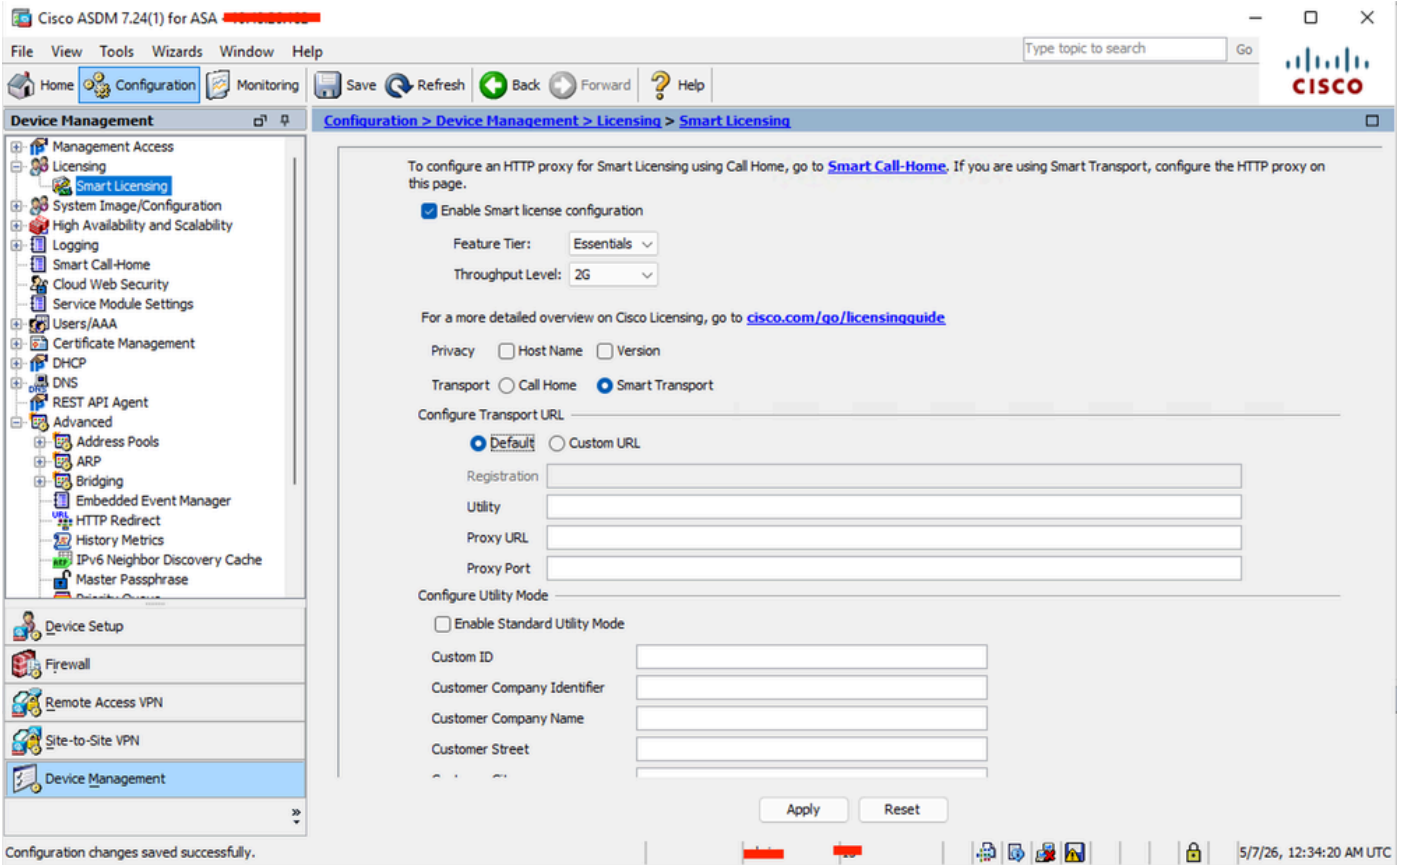 Cisco ASDM 7.24(1) for ASA -
File View Tools Wizards Window Help
Type topic to search Go
Home Configuration Monitoring Save Refresh Back Forward Help
CISCO
Device Management
Configuration > Device Management > Licensing > Smart Licensing
Management Access
Licensing
Smart Licensing
System Image/Configuration
High Availability and Scalability
Logging
Smart Call-Home
Cloud Web Security
Service Module Settings
Users/AAA
Certificate Management
DHCP
DNS
DNS
REST API Agent
Advanced
Address Pools
ARP
Bridging
Embedded Event Manager
URL
HTTP Redirect
History Metrics
IPv6 Neighbor Discovery Cache
Master Passphrase
Priority Queue
Device Setup
Firewall
Remote Access VPN
Site-to-Site VPN
Device Management
»
To configure an HTTP proxy for Smart Licensing using Call Home, go to Smart Call-Home. If you are using Smart Transport, configure the HTTP proxy on
this page.
Enable Smart license configuration
Feature Tier: Essentials
Throughput Level: 2G
For a more detailed overview on Cisco Licensing, go to cisco.com/go/licensingguide
Privacy Host Name Version
Transport Call Home Smart Transport
Configure Transport URL
Default Custom URL
Registration
Utility
Proxy URL
Proxy Port
Configure Utility Mode
Enable Standard Utility Mode
Custom ID
Customer Company Identifier
Customer Company Name
Customer Street
Apply Reset
Configuration changes saved successfully.
5/7/26, 12:34:20 AM UTC